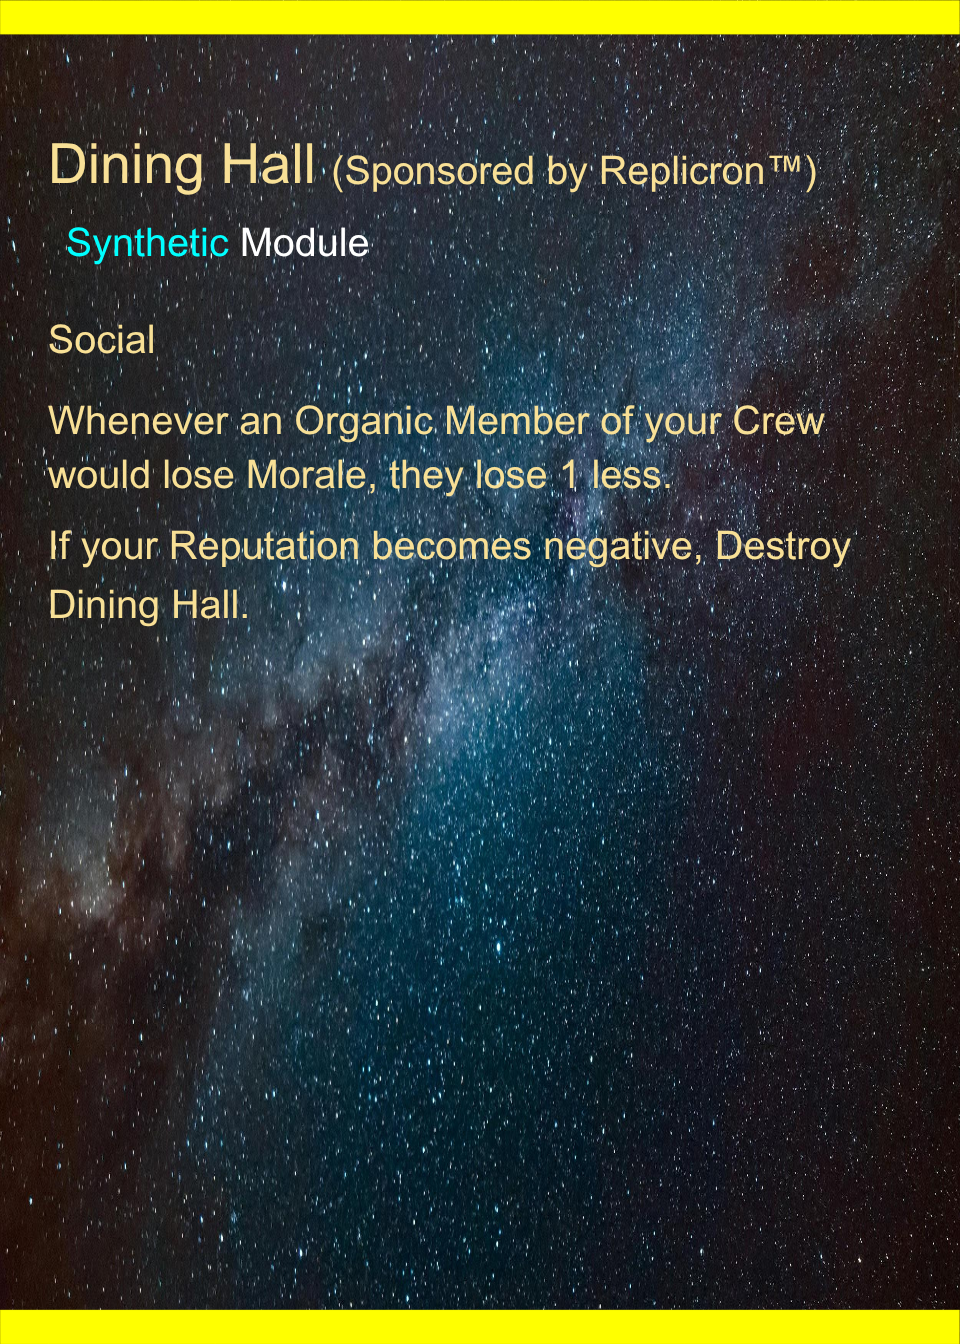 Dining Hall (Sponsored by Replicron™)
Synthetic Module
Social
Whenever an Organic Member of your Crew
would lose Morale, they lose 1 less.
If your Reputation becomes negative, Destroy
Dining Hall.